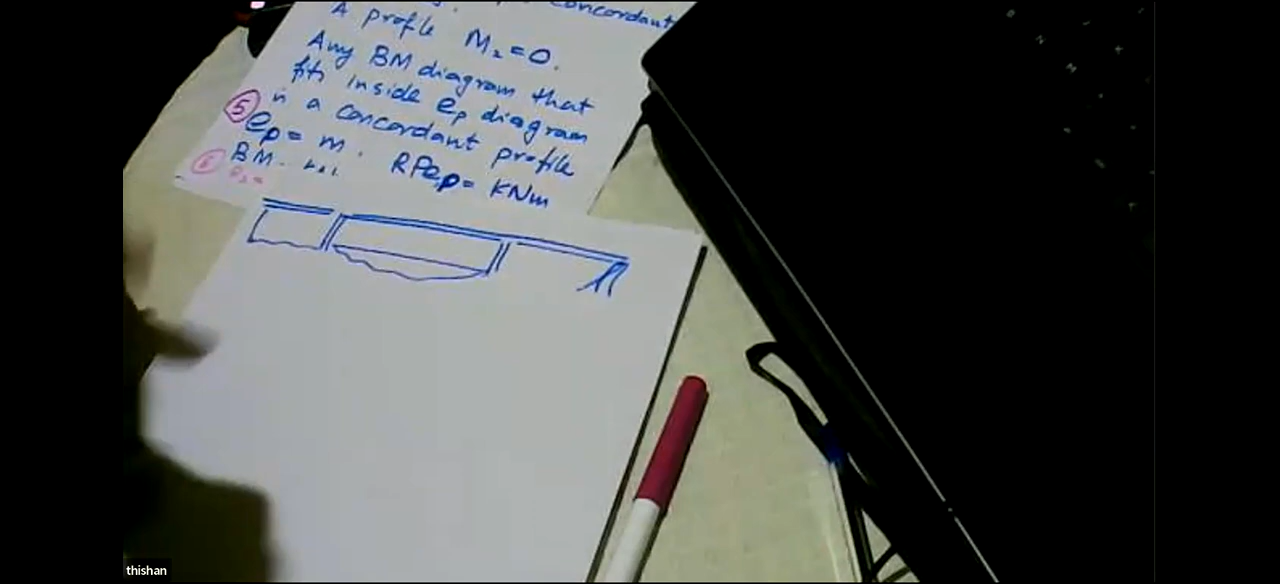 concordant
A profile M₂ = 0.
Any BM diagram that
fits inside eₚ diagram
is a concordant profile
⑤ eₚ = m. RPeₚ = KNm
BM.
⑥
thishan